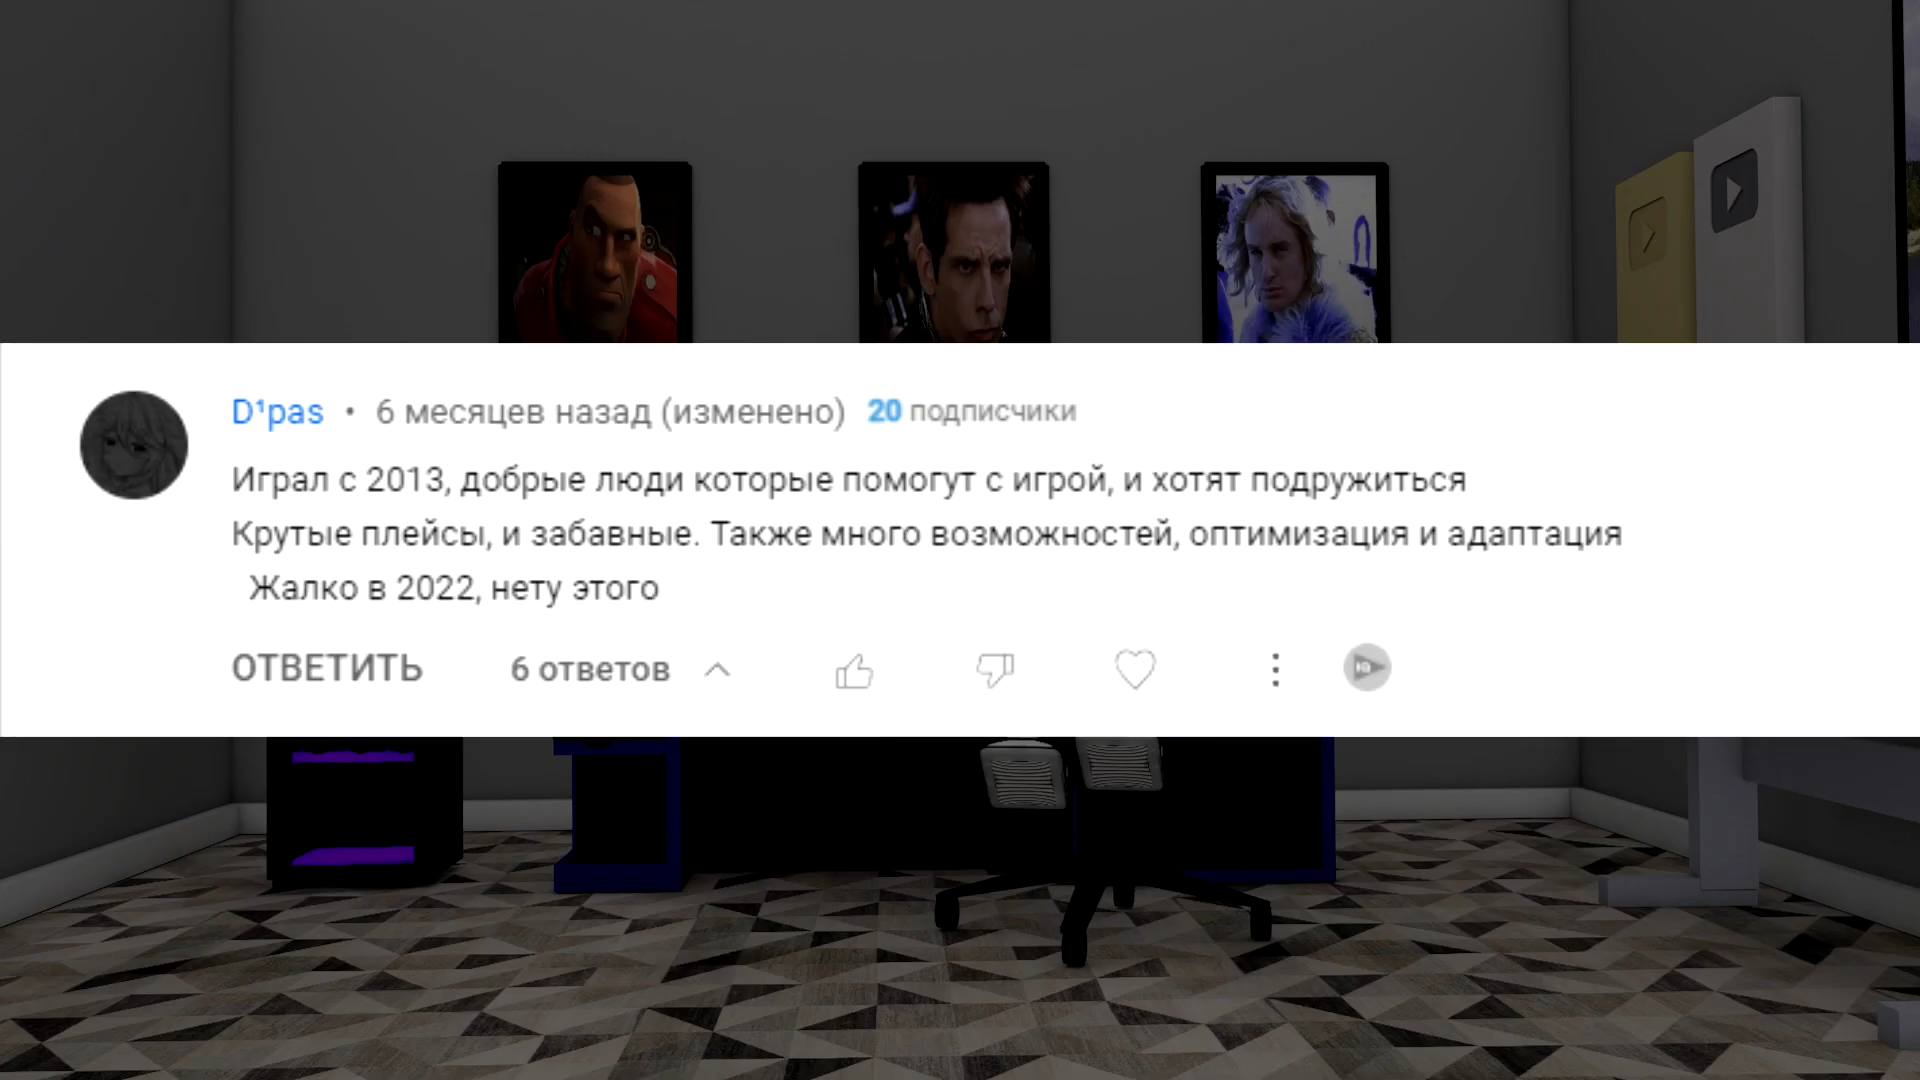 D¹pas • 6 месяцев назад (изменено) 20 подписчики
Играл с 2013, добрые люди которые помогут с игрой, и хотят подружиться
Крутые плейсы, и забавные. Также много возможностей, оптимизация и адаптация
Жалко в 2022, нету этого
ОТВЕТИТЬ 6 ответов